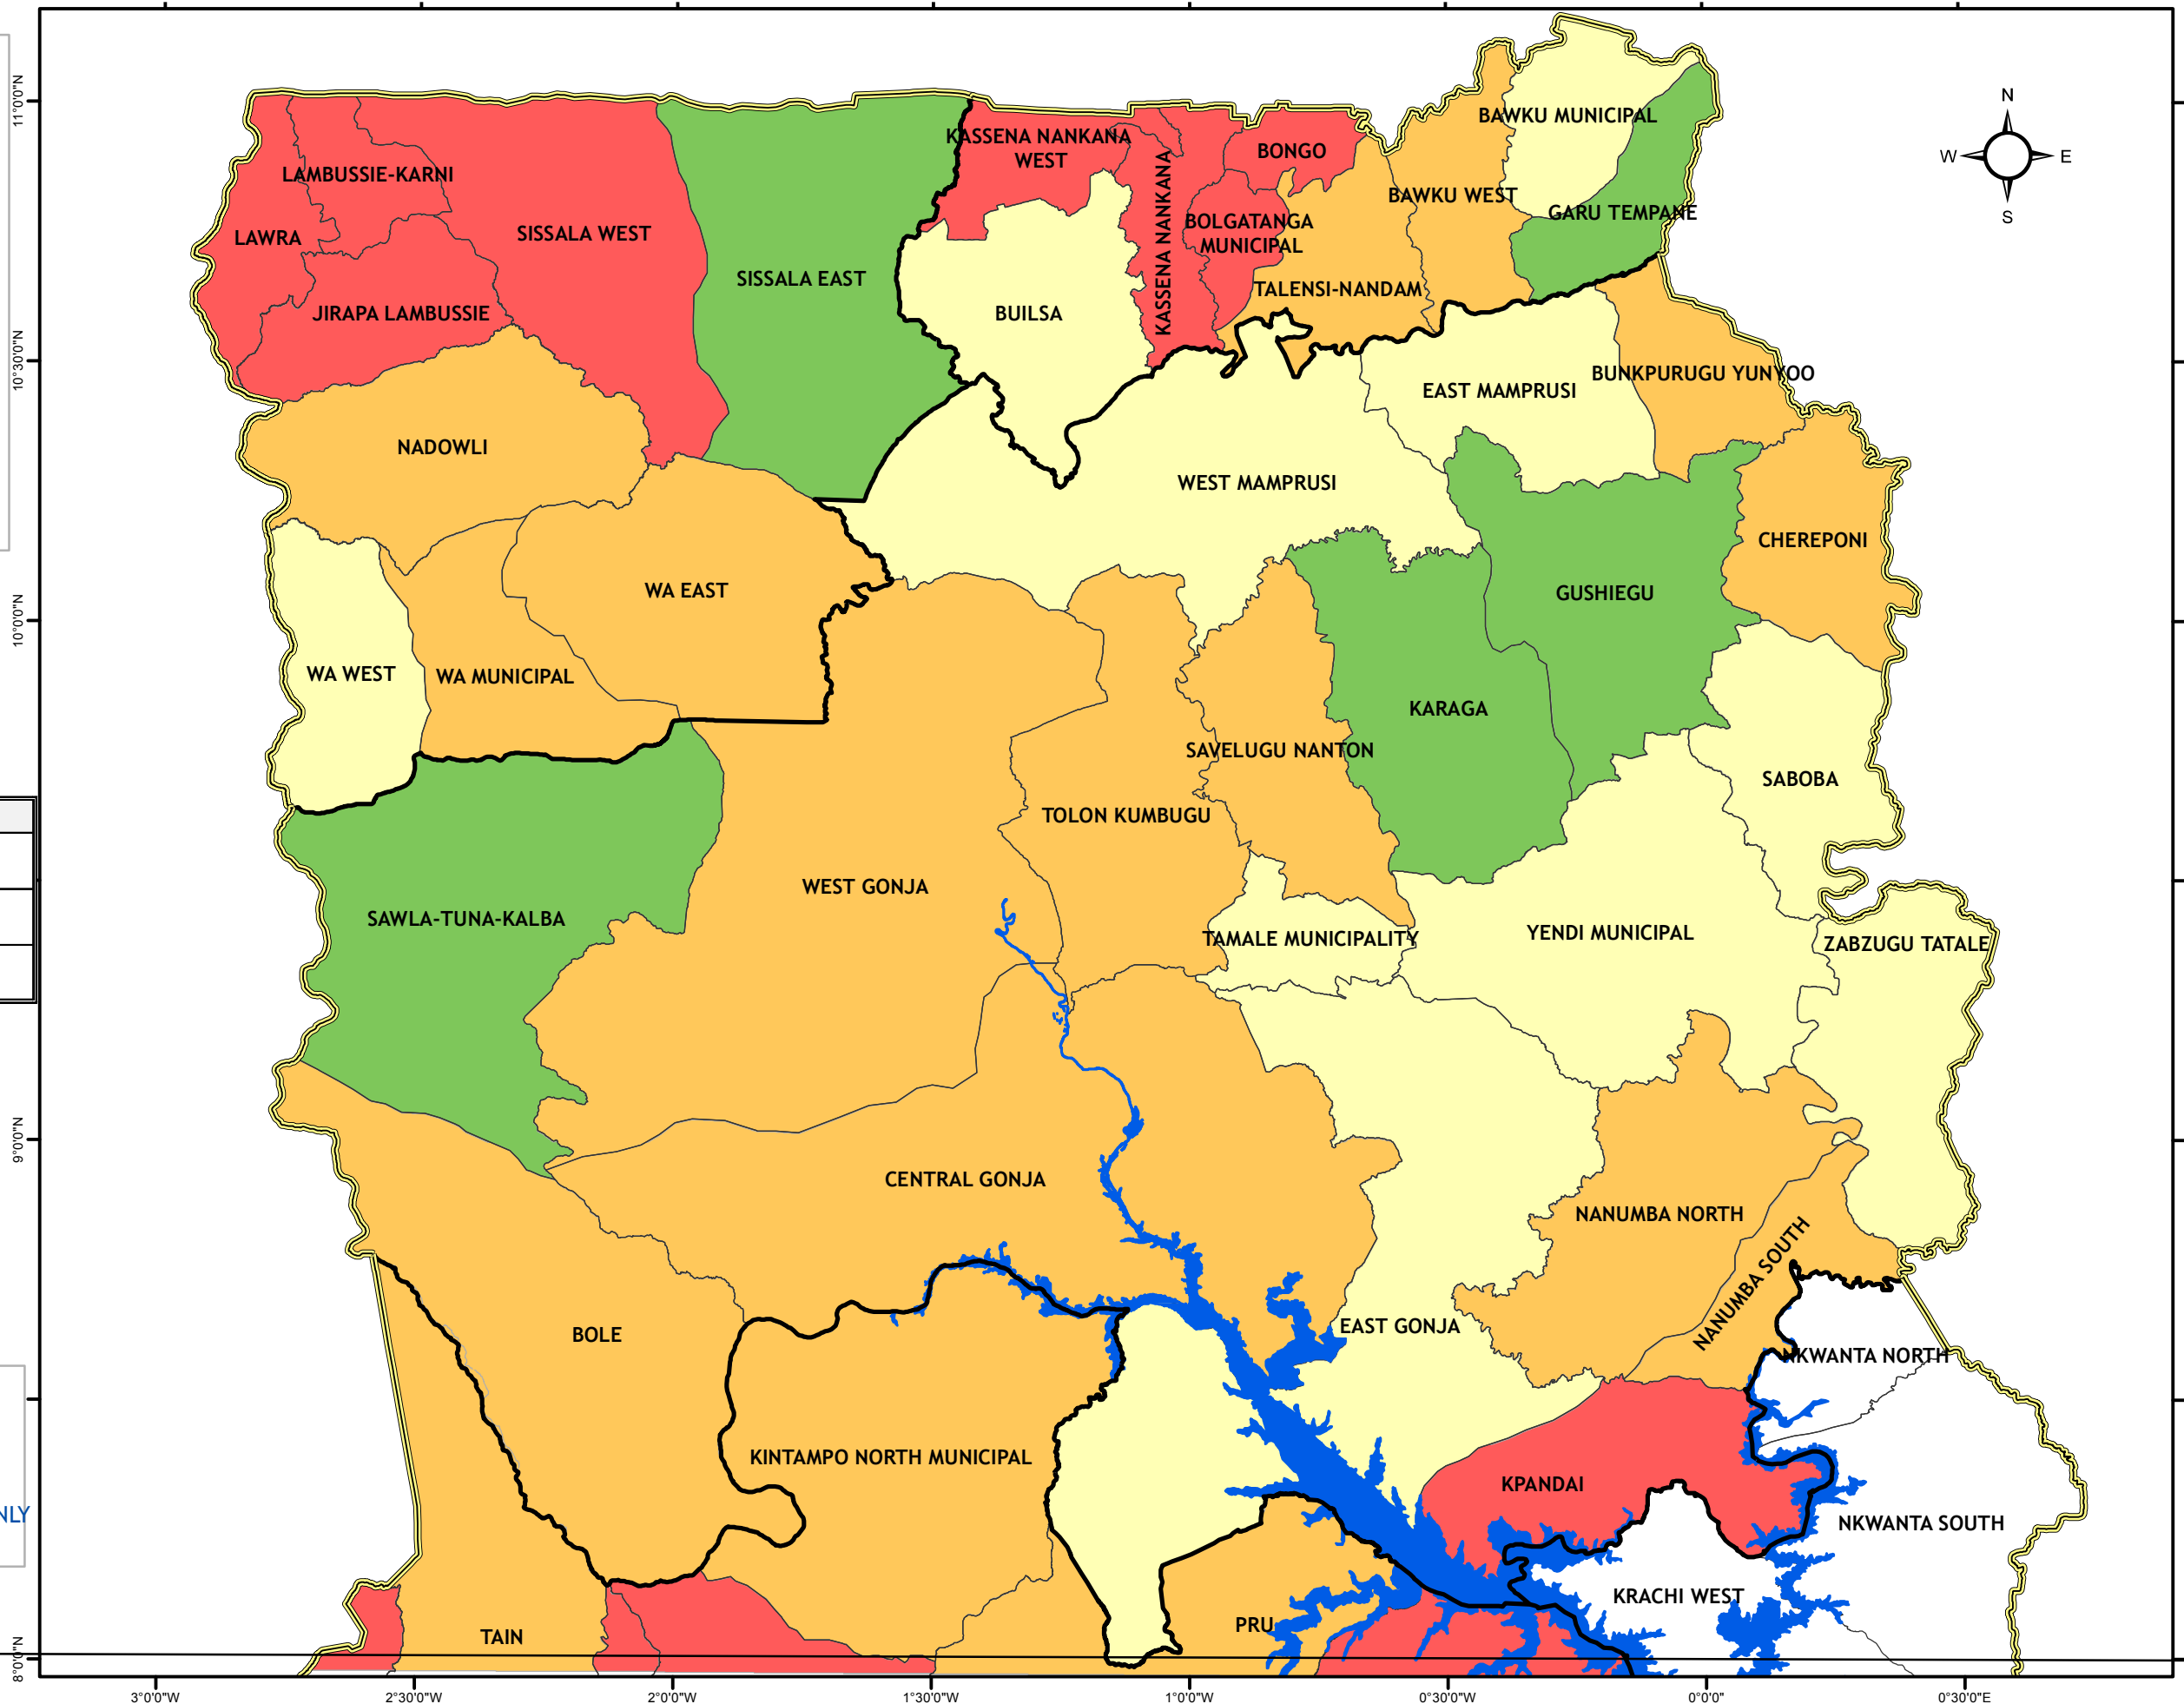 N
W E
S
11°0'0"N
10°30'0"N
10°0'0"N
9°0'0"N
8°0'0"N
BAWKU MUNICIPAL
KASSENA NANKANA
WEST
BONGO
LAMBUSSIE-KARNI
BAWKU WEST
GARU TEMPANE
LAWRA
SISSALA WEST
BOLGATANGA
MUNICIPAL
KASSENA NANKANA
SISSALA EAST
TALENSI-NANDAM
JIRAPA LAMBUSSIE
BUILSA
BUNKPURUGU YUNYOO
EAST MAMPRUSI
NADOWLI
WEST MAMPRUSI
CHEREPONI
WA EAST
GUSHIEGU
WA WEST
WA MUNICIPAL
KARAGA
SAVELUGU NANTON
SABOBA
TOLON KUMBUGU
WEST GONJA
SAWLA-TUNA-KALBA
TAMALE MUNICIPALITY
YENDI MUNICIPAL
ZABZUGU TATALE
CENTRAL GONJA
NANUMBA NORTH
NANUMBA SOUTH
BOLE
EAST GONJA
NKWANTA NORTH
KINTAMPO NORTH MUNICIPAL
KPANDAI
NLY
NKWANTA SOUTH
KRACHI WEST
PRU
TAIN
3°0'0"W 2°30'0"W 2°0'0"W 1°30'0"W 1°0'0"W 0°30'0"W 0°0'0" 0°30'0"E